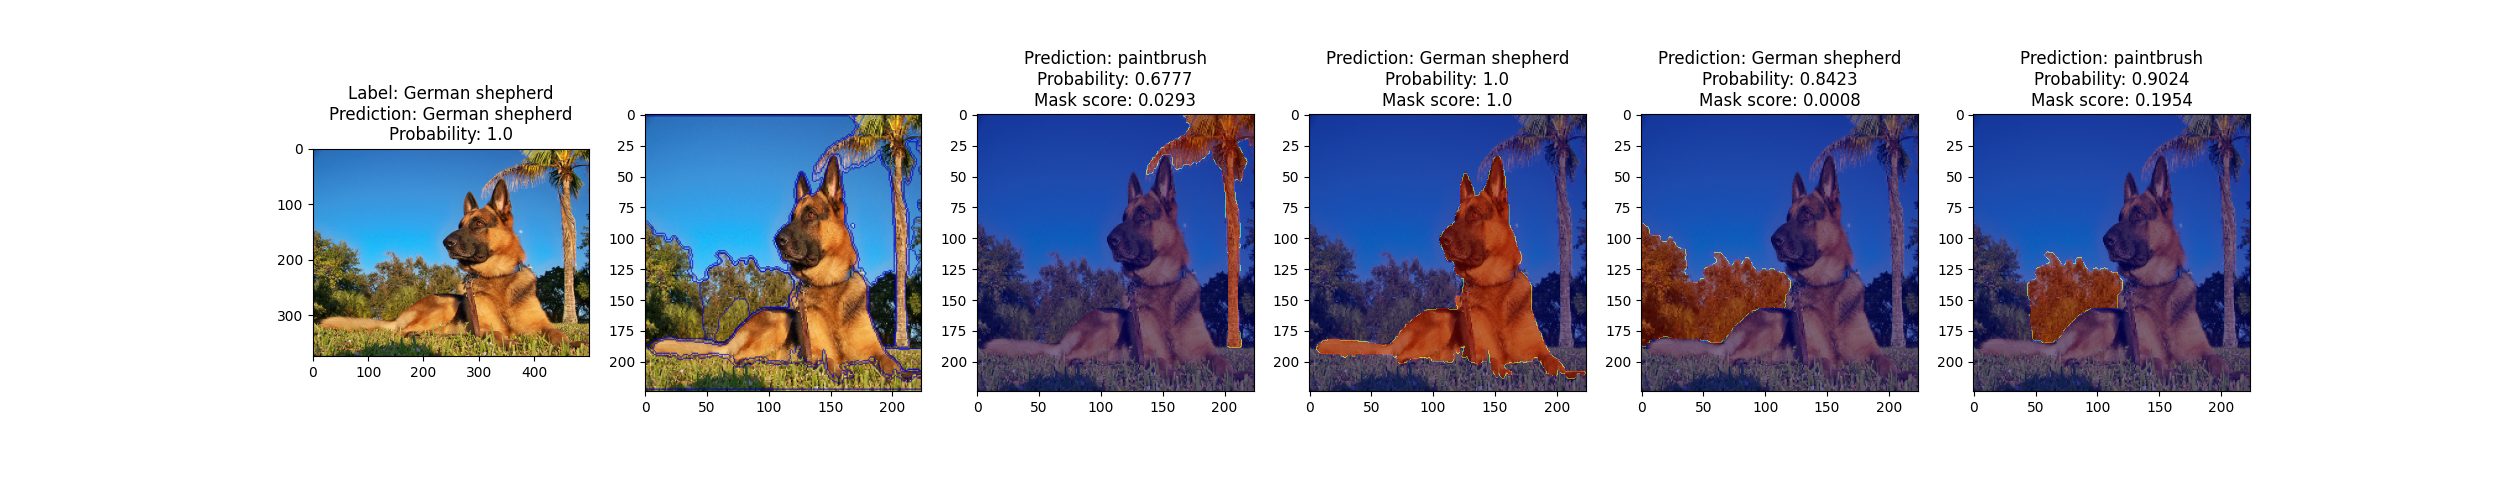 Label: German shepherd
Prediction: German shepherd
Probability: 1.0
0
100
200
300
0 100 200 300 400
0
25
50
75
100
125
150
175
200
0 50 100 150 200
Prediction: paintbrush
Probability: 0.6777
Mask score: 0.0293
0
25
50
75
100
125
150
175
200
0 50 100 150 200
Prediction: German shepherd
Probability: 1.0
Mask score: 1.0
0
25
50
75
100
125
150
175
200
0 50 100 150 200
Prediction: German shepherd
Probability: 0.8423
Mask score: 0.0008
0
25
50
75
100
125
150
175
200
0 50 100 150 200
Prediction: paintbrush
Probability: 0.9024
Mask score: 0.1954
0
25
50
75
100
125
150
175
200
0 50 100 150 200